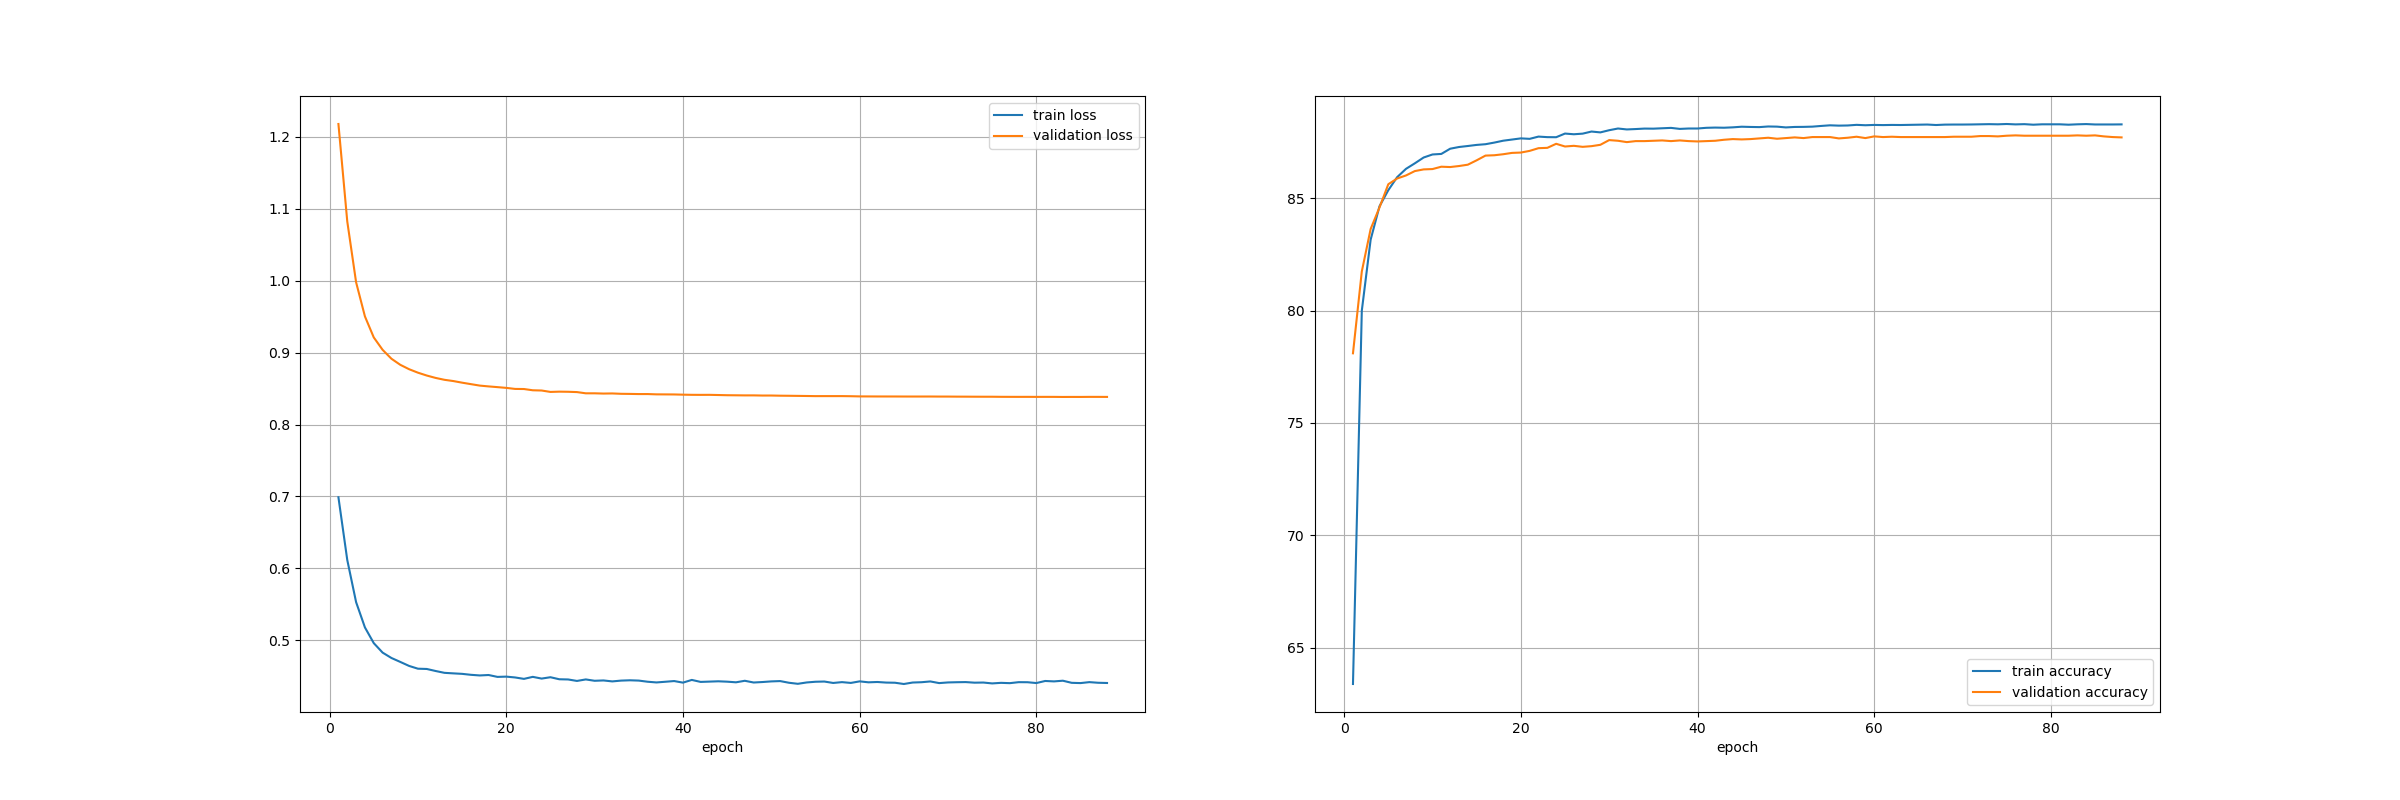 train loss
validation loss
1.2
1.1
1.0
0.9
0.8
0.7
0.6
0.5
0 20 40 60 80
epoch
85
80
75
70
65
train accuracy
validation accuracy
0 20 40 60 80
epoch